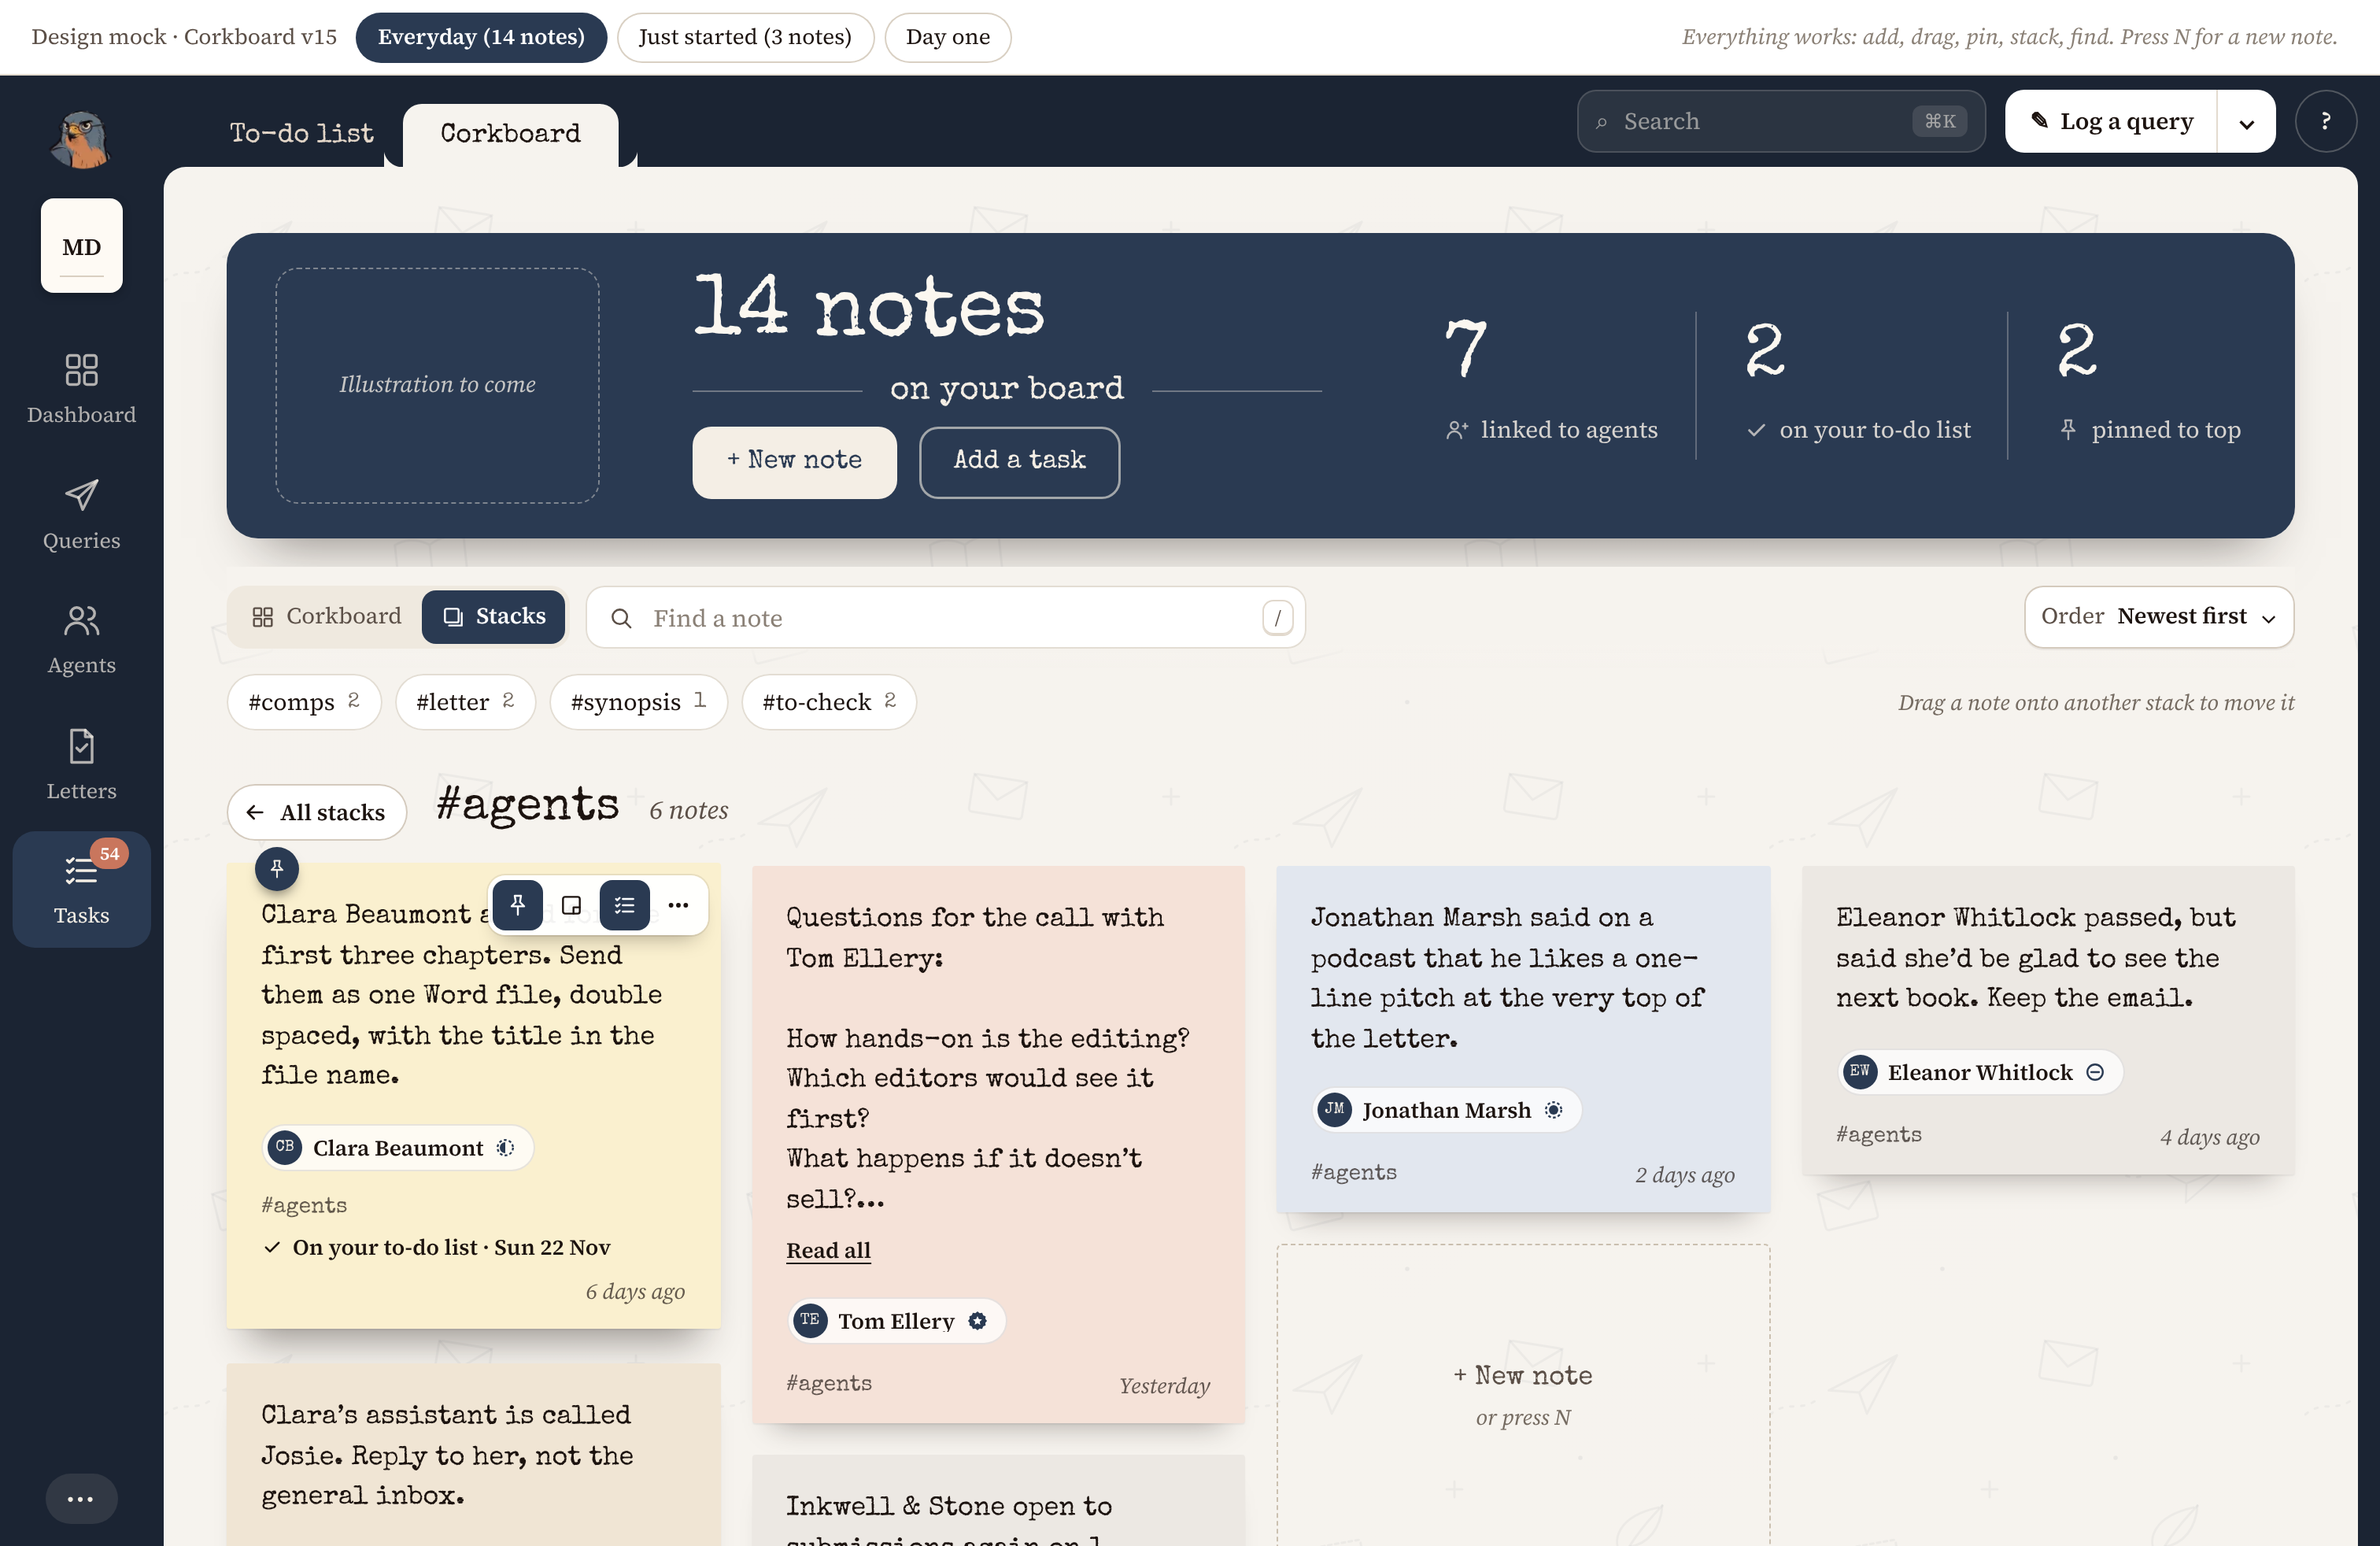 Design mock · Corkboard v15
Everyday (14 notes)
Just started (3 notes)
Day one
Everything works: add, drag, pin, stack, find. Press N for a new note.
To-do list
Corkboard
Search
⌘K
Log a query
?
MD
Dashboard
Queries
Agents
Letters
54
Tasks
Illustration to come
14 notes
on your board
+ New note
Add a task
7
linked to agents
2
on your to-do list
2
pinned to top
Corkboard
Stacks
Find a note
/
Order Newest first
#comps 2
#letter 2
#synopsis 1
#to-check 2
Drag a note onto another stack to move it
All stacks
#agents
6 notes
Clara Beaumont
first three chapters. Send
them as one Word file, double
spaced, with the title in the
file name.
CB
Clara Beaumont
#agents
On your to-do list · Sun 22 Nov
6 days ago
Questions for the call with
Tom Ellery:
How hands-on is the editing?
Which editors would see it
first?
What happens if it doesn't
sell?...
Read all
TE
Tom Ellery
#agents
Yesterday
Jonathan Marsh said on a
podcast that he likes a one-
line pitch at the very top of
the letter.
JM
Jonathan Marsh
#agents
2 days ago
Eleanor Whitlock passed, but
said she'd be glad to see the
next book. Keep the email.
EW
Eleanor Whitlock
#agents
4 days ago
Clara's assistant is called
Josie. Reply to her, not the
general inbox.
Inkwell & Stone open to
submissions again on 1
+ New note
or press N